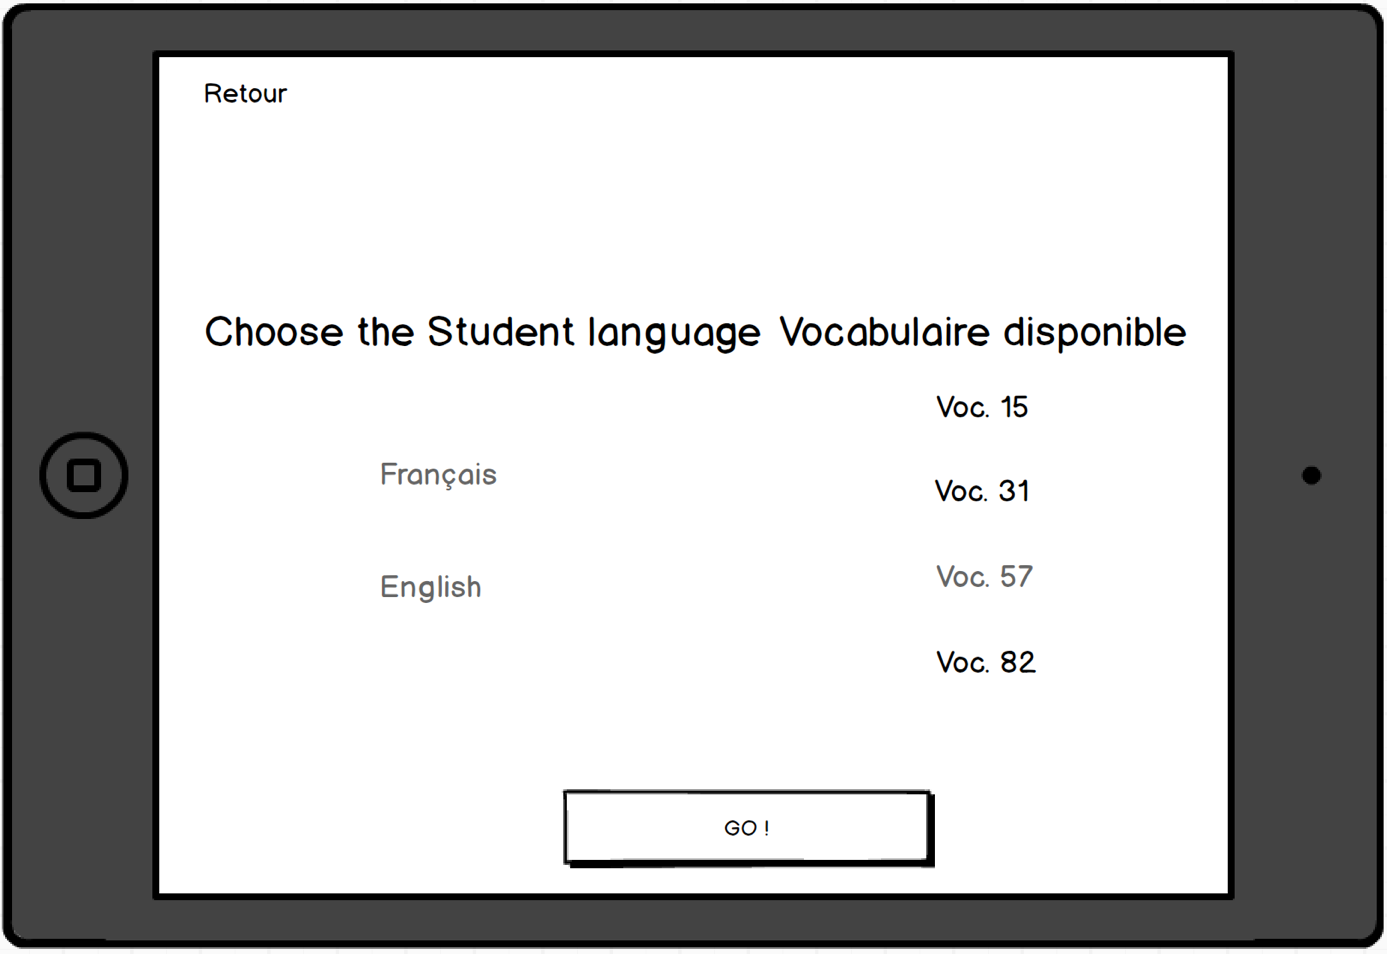 Retour
Choose the Student language
Vocabulaire disponible
Français
English
Voc. 15
Voc. 31
Voc. 57
Voc. 82
GO !